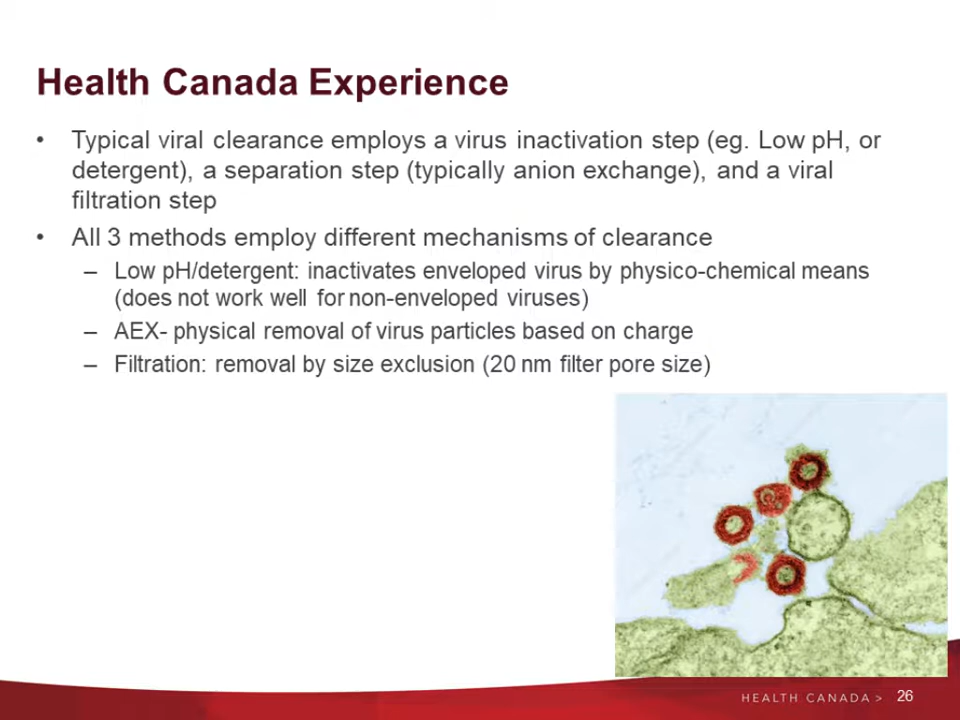 Health Canada Experience
• Typical viral clearance employs a virus inactivation step (eg. Low pH, or
detergent), a separation step (typically anion exchange), and a viral
filtration step
• All 3 methods employ different mechanisms of clearance
– Low pH/detergent: inactivates enveloped virus by physico-chemical means
(does not work well for non-enveloped viruses)
– AEX- physical removal of virus particles based on charge
– Filtration: removal by size exclusion (20 nm filter pore size)
HEALTH CANADA > 26